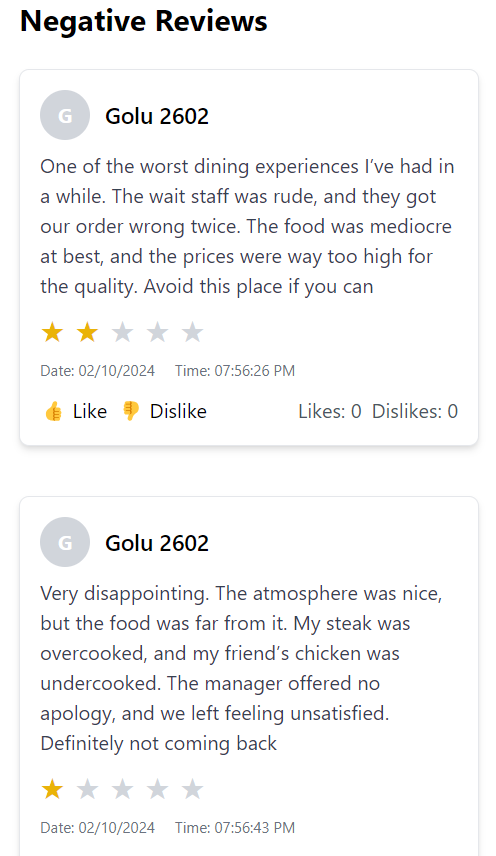 Negative Reviews
G
Golu 2602
One of the worst dining experiences I’ve had in
a while. The wait staff was rude, and they got
our order wrong twice. The food was mediocre
at best, and the prices were way too high for
the quality. Avoid this place if you can
Date: 02/10/2024 Time: 07:56:26 PM
👍 Like 👎 Dislike Likes: 0 Dislikes: 0
G
Golu 2602
Very disappointing. The atmosphere was nice,
but the food was far from it. My steak was
overcooked, and my friend’s chicken was
undercooked. The manager offered no
apology, and we left feeling unsatisfied.
Definitely not coming back
Date: 02/10/2024 Time: 07:56:43 PM